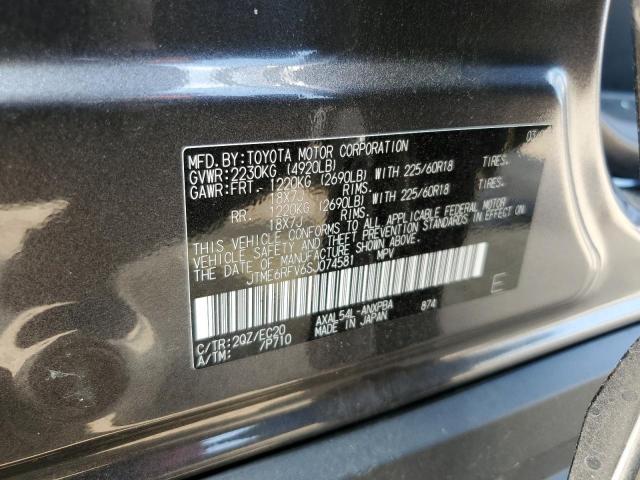 MFD.BY:TOYOTA MOTOR CORPORATION 03/
GVWR:2230KG (4920LB)
GAWR:FRT.- 1220KG (2690LB) WITH 225/60R18 TIRES.
18X7J RIMS.
RR. 1220KG (2690LB) WITH 225/60R18 TIRES.
18X7J RIMS.
THIS VEHICLE CONFORMS TO ALL APPLICABLE FEDERAL MOTOR
VEHICLE SAFETY AND THEFT PREVENTION STANDARDS IN EFFECT ON
THE DATE OF MANUFACTURE SHOWN ABOVE.
JTME6RFV6SJ074581 MPV
E
C/TR:2QZ/EC20 AXAL54L-ANXPBA 874
A/TM: /P710 MADE IN JAPAN